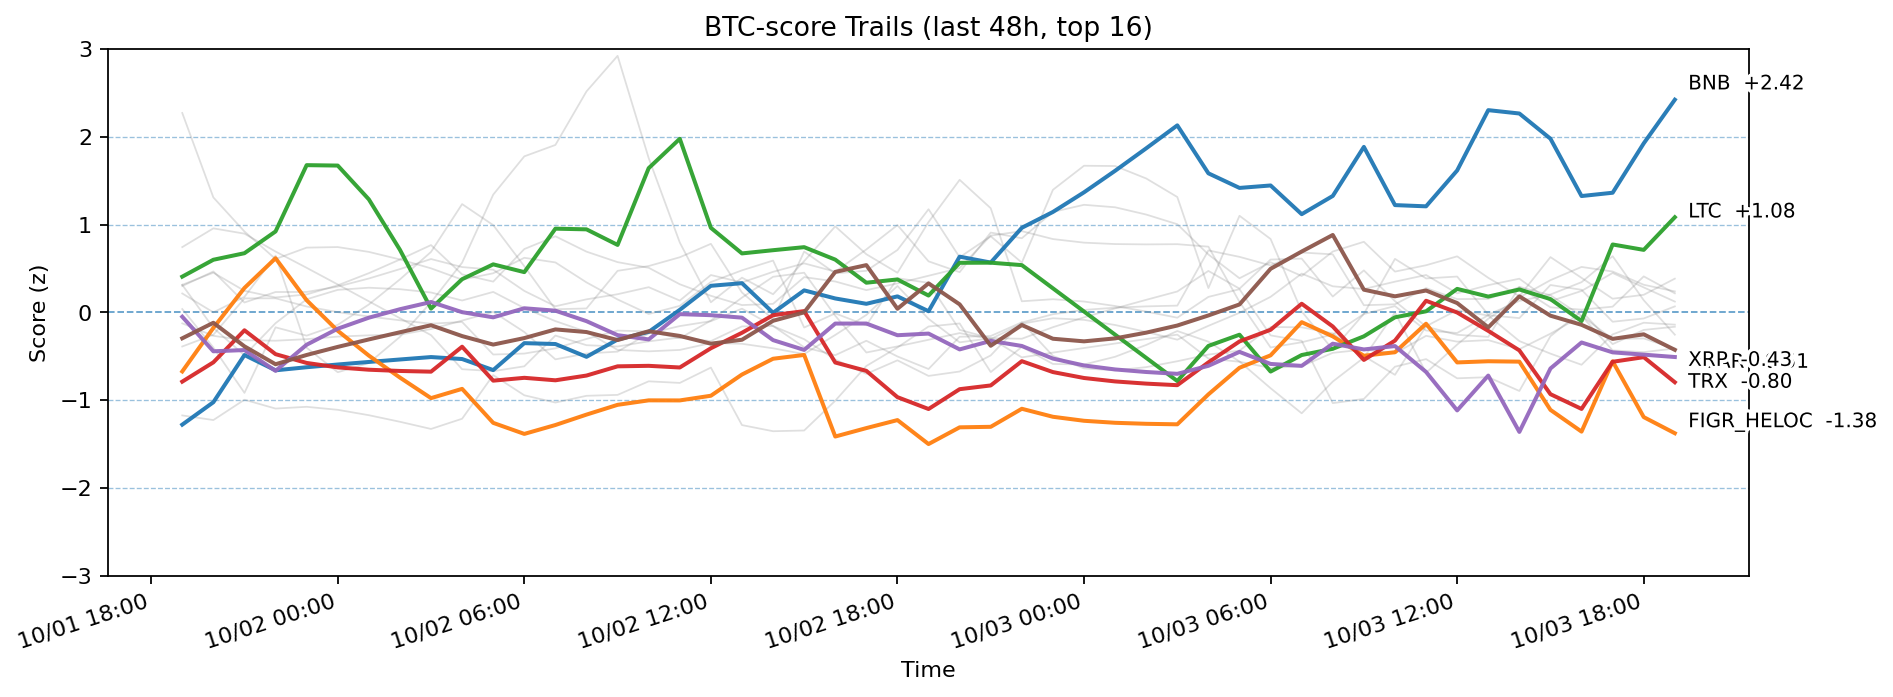 BTC-score Trails (last 48h, top 16)
Score (z)
3
2
1
0
−1
−2
−3
BNB +2.42
LTC +1.08
XRP -0.43
TRX -0.80
FIGR_HELOC -1.38
10/01 18:00
10/02 00:00
10/02 06:00
10/02 12:00
10/02 18:00
10/03 00:00
10/03 06:00
10/03 12:00
10/03 18:00
Time